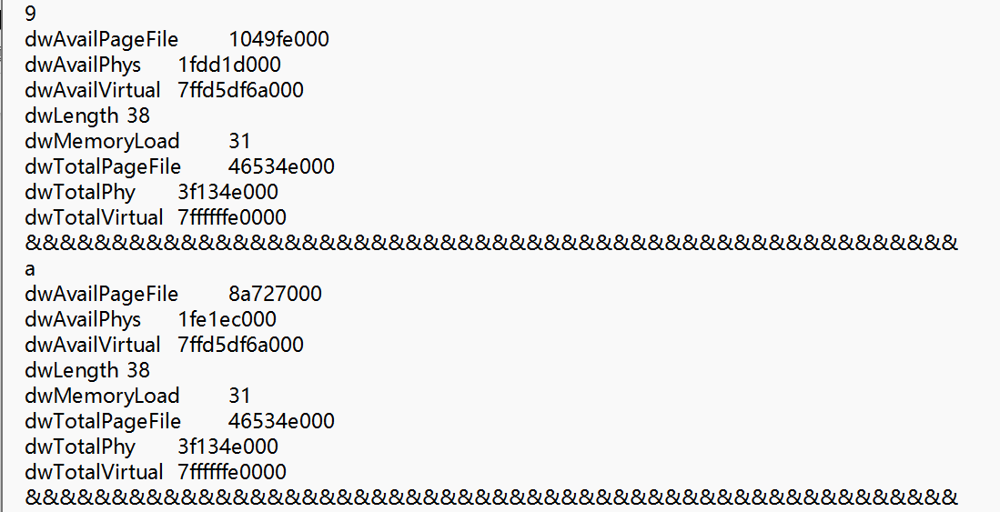 9
dwAvailPageFile 1049fe000
dwAvailPhys 1fdd1d000
dwAvailVirtual 7ffd5df6a000
dwLength 38
dwMemoryLoad 31
dwTotalPageFile 46534e000
dwTotalPhy 3f134e000
dwTotalVirtual 7ffffffe0000
&&&&&&&&&&&&&&&&&&&&&&&&&&&&&&&&&&&&&&&&&&&&&&&&&&&&&&
a
dwAvailPageFile 8a727000
dwAvailPhys 1fe1ec000
dwAvailVirtual 7ffd5df6a000
dwLength 38
dwMemoryLoad 31
dwTotalPageFile 46534e000
dwTotalPhy 3f134e000
dwTotalVirtual 7ffffffe0000
&&&&&&&&&&&&&&&&&&&&&&&&&&&&&&&&&&&&&&&&&&&&&&&&&&&&&&